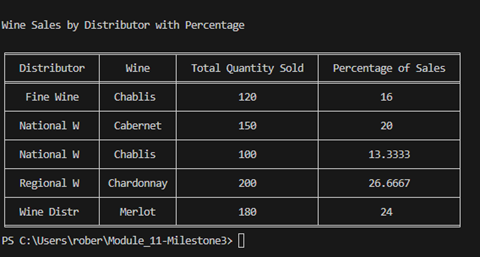 Wine Sales by Distributor with Percentage
Distributor Wine Total Quantity Sold Percentage of Sales
Fine Wine Chablis 120 16
National W Cabernet 150 20
National W Chablis 100 13.3333
Regional W Chardonnay 200 26.6667
Wine Distr Merlot 180 24
PS C:\Users\rober\Module_11-Milestone3>